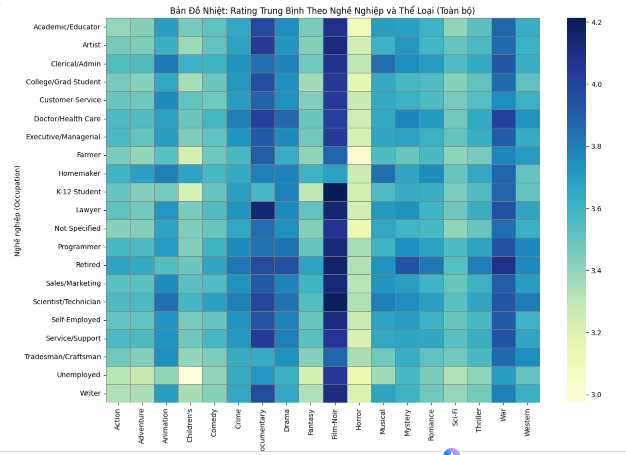 Bản Đồ Nhiệt: Rating Trung Bình Theo Nghề Nghiệp và Thể Loại (Toàn bộ)
Nghề nghiệp (Occupation)
Academic/Educator
Artist
Clerical/Admin
College/Grad Student
Customer Service
Doctor/Health Care
Executive/Managerial
Farmer
Homemaker
K-12 Student
Lawyer
Not Specified
Programmer
Retired
Sales/Marketing
Scientist/Technician
Self-Employed
Service/Support
Tradesman/Craftsman
Unemployed
Writer
Action
Adventure
Animation
Children's
Comedy
Crime
ocumentary
Drama
Fantasy
Film-Noir
Horror
Musical
Mystery
Romance
Sci-Fi
Thriller
War
Western
4.2
4.0
3.8
3.6
3.4
3.2
3.0